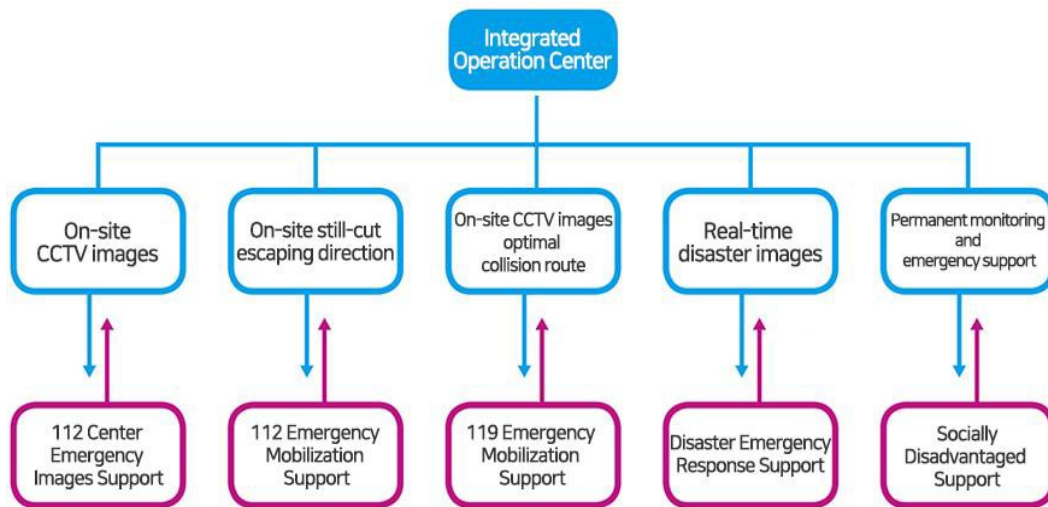 Integrated
Operation Center
On-site
CCTV images
On-site still-cut
escaping direction
On-site CCTV images
optimal
collision route
Real-time
disaster images
Permanent monitoring
and
emergency support
112 Center
Emergency
Images Support
112 Emergency
Mobilization
Support
119 Emergency
Mobilization
Support
Disaster Emergency
Response Support
Socially
Disadvantaged
Support